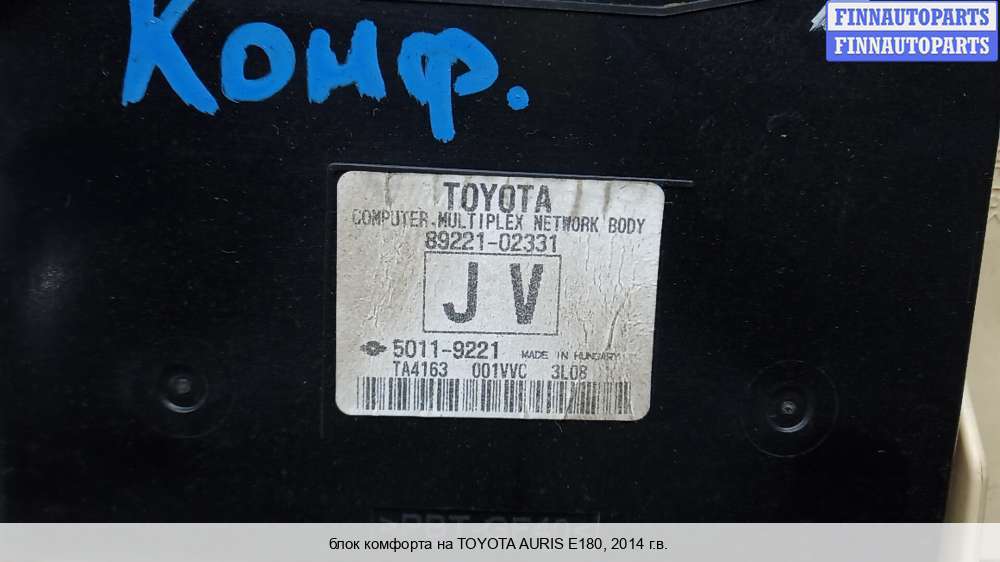 FINNAUTOPARTS
FINNAUTOPARTS
Комф.
TOYOTA
COMPUTER.MULTIPLEX NETWORK BODY
89221-02331
JV
5011-9221 MADE IN HUNGARY
TA4163 001VVC 3L08
блок комфорта на TOYOTA AURIS E180, 2014 г.в.